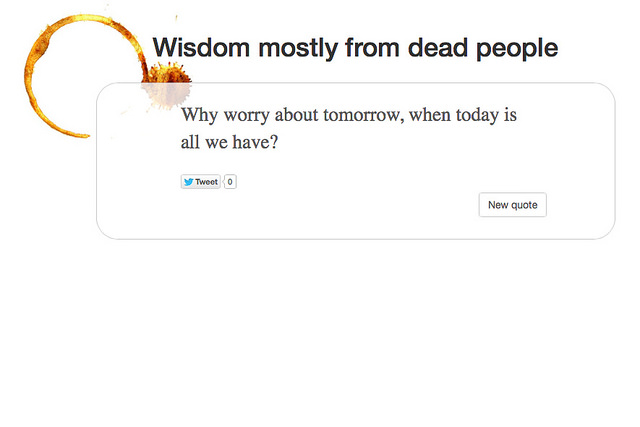 Wisdom mostly from dead people
Why worry about tomorrow, when today is
all we have?
Tweet 0
New quote